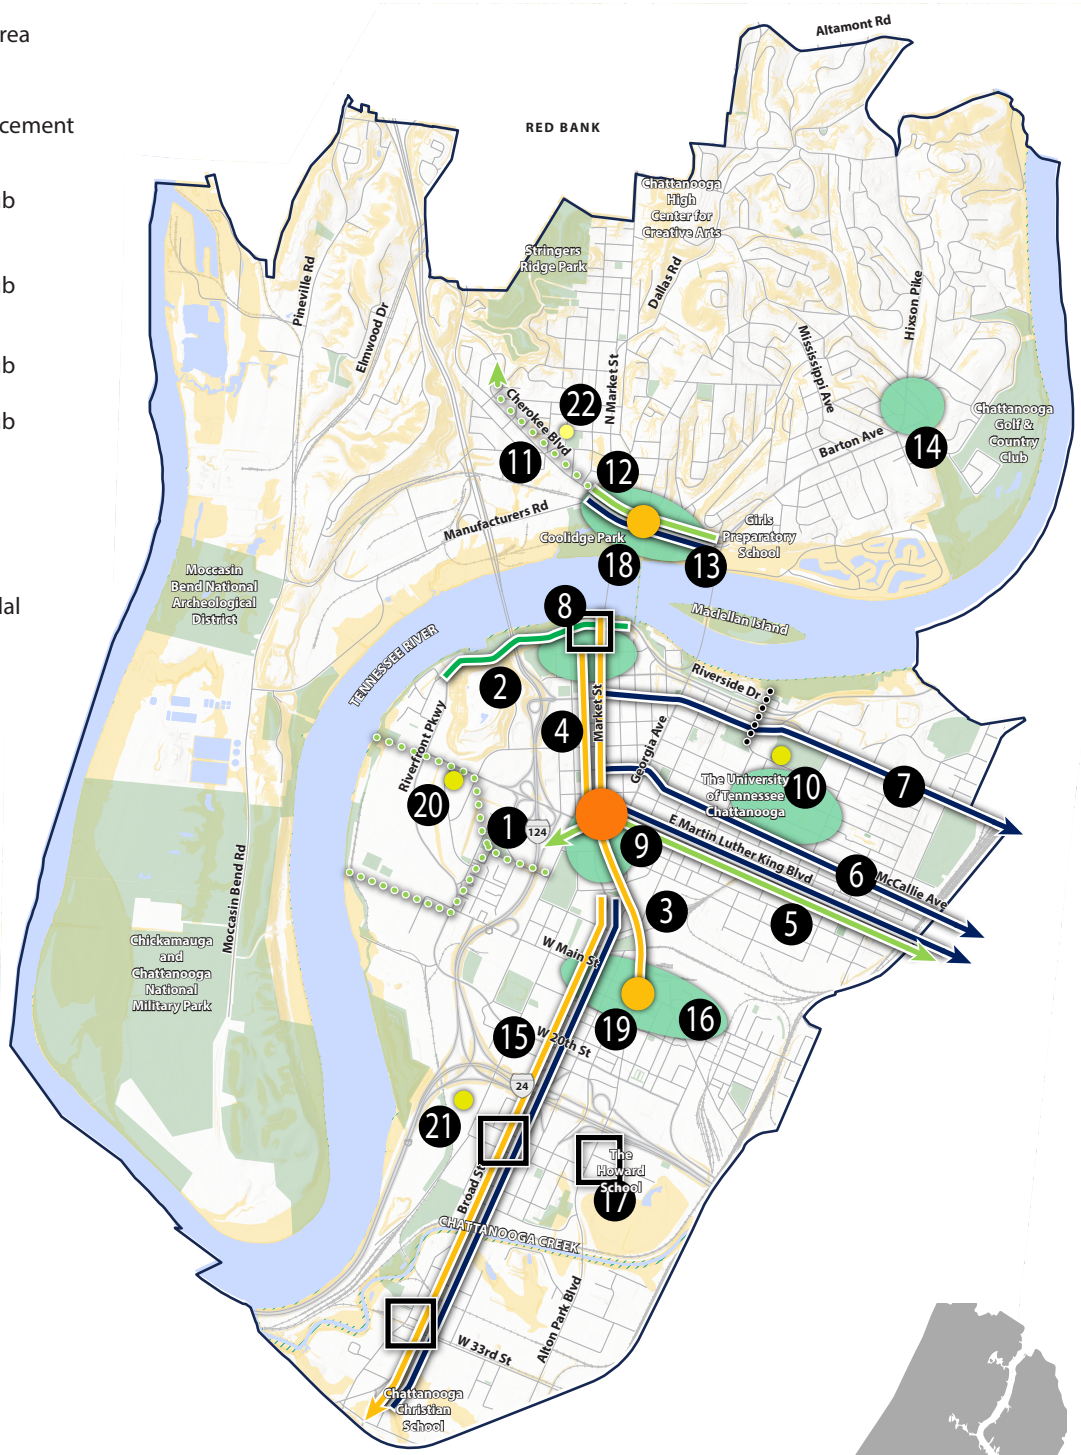 Altamont Rd
rea
cement
RED BANK
Chattanooga
High
Center for
Creative Arts
ub
Stringers
Ridge Park
Pineville Rd
Elmwood Dr
Dallas Rd
Hixson Pike
ub
Mississippi Ave
ub
N Market St
Cherokee Blvd
22
Chattanooga
Golf &
Country
Club
ub
Barton Ave
14
11
12
Manufacturers Rd
Coolidge Park
Girls
Preparatory
School
18
13
Moccasin
Bend National
Archeological
District
dal
8
Maclellan Island
TENNESSEE RIVER
Riverside Dr
2
Riverfront Pkwy
4
Market St
Georgia Ave
The University
of Tennessee
Chattanooga
10
7
20
1
124
9
E Martin Luther King Blvd
6
McCallie Ave
Moccasin Bend Rd
3
5
Chickamauga
and
Chattanooga
National
Military Park
W Main St
16
19
15
W 20th St
24
21
The
Howard
School
17
Broad St
CHATTANOOGA CREEK
Alton Park Blvd
W 33rd St
Chattanooga
Christian
School